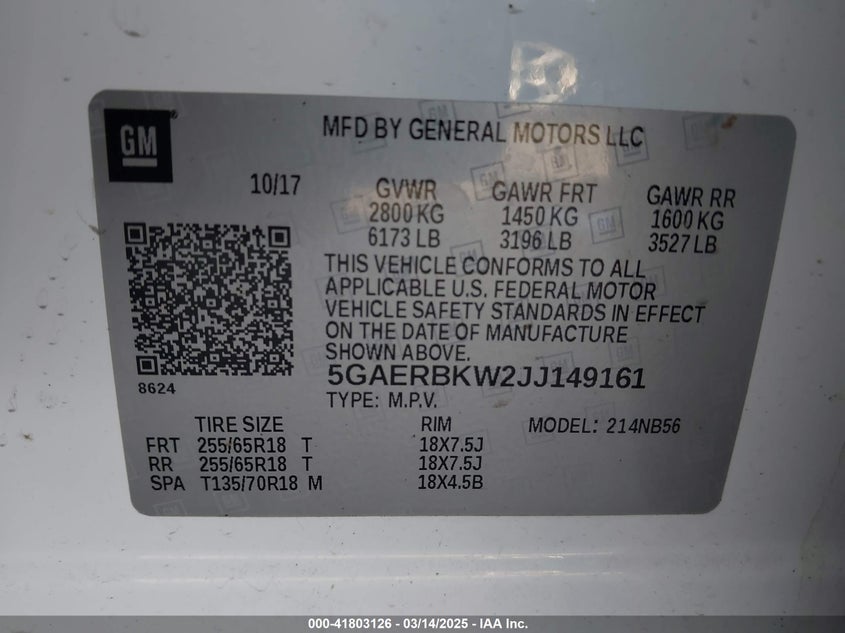 GM
MFD BY GENERAL MOTORS LLC
10/17 GVWR GAWR FRT GAWR RR
2800 KG 1450 KG 1600 KG
6173 LB 3196 LB 3527 LB
THIS VEHICLE CONFORMS TO ALL
APPLICABLE U.S. FEDERAL MOTOR
VEHICLE SAFETY STANDARDS IN EFFECT
ON THE DATE OF MANUFACTURE
SHOWN ABOVE.
8624
5GAERBKW2JJ149161
TYPE: M.P.V.
TIRE SIZE RIM MODEL: 214NB56
FRT 255/65R18 T 18X7.5J
RR 255/65R18 T 18X7.5J
SPA T135/70R18 M 18X4.5B
000-41803126 - 03/14/2025 - IAA Inc.